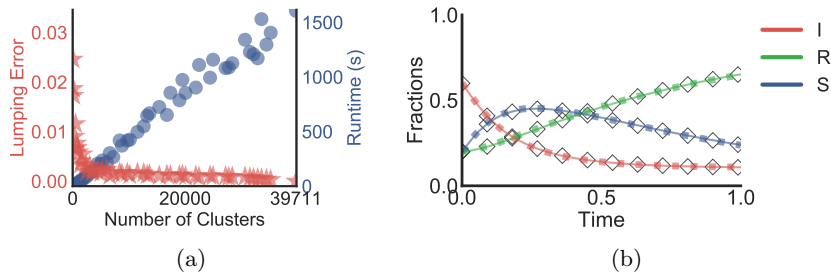 0.03
0.02
0.01
0.00
Lumping Error
1500
1000
500
0
Runtime (s)
0
20000
39711
Number of Clusters
(a)
1.0
0.5
0.0
Fractions
0.0
0.5
1.0
Time
(b)
I
R
S